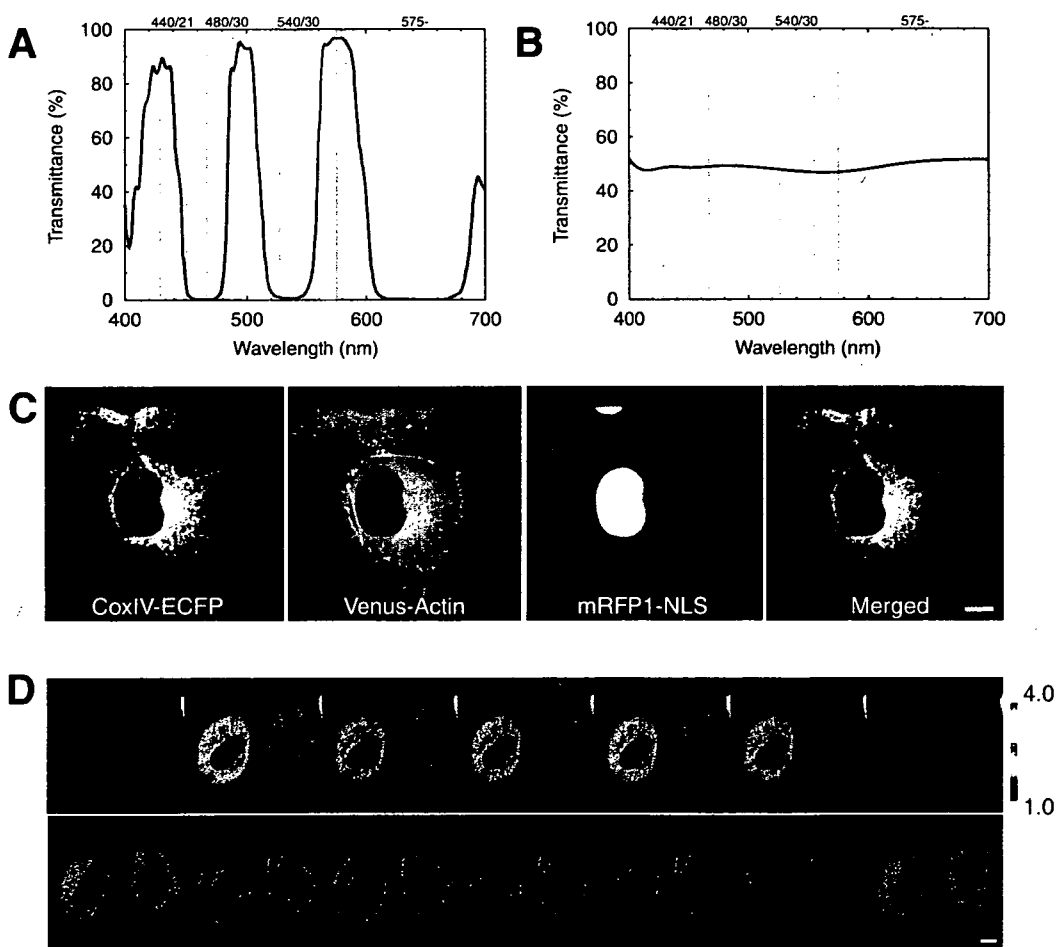 A
440/21 480/30 540/30 575-
100
80
60
40
20
0
Transmittance (%)
400 500 600 700
Wavelength (nm)
B
440/21 480/30 540/30 575-
100
80
60
40
20
0
Transmittance (%)
400 500 600 700
Wavelength (nm)
C
CoxIV-ECFP Venus-Actin mRFP1-NLS Merged
D
4.0
1.0